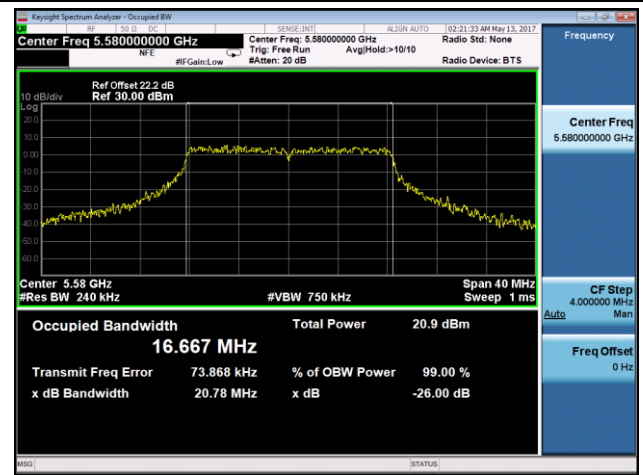 Keysight Spectrum Analyzer - Occupied BW
RF 50 Ω DC SENSE:INT ALIGN AUTO 02:21:33 AM May 13, 2017
Center Freq 5.580000000 GHz Center Freq: 5.580000000 GHz Radio Std: None Frequency
NFE Trig: Free Run Avg|Hold:>10/10
#IFGain:Low #Atten: 20 dB Radio Device: BTS
Ref Offset 22.2 dB
10 dB/div Ref 30.00 dBm
Log
20.0
10.0
0.00
-10.0
-20.0
-30.0
-40.0
-50.0
-60.0
Center Freq
5.580000000 GHz
Center 5.58 GHz Span 40 MHz
#Res BW 240 kHz #VBW 750 kHz Sweep 1 ms
CF Step
4.000000 MHz
Auto Man
Occupied Bandwidth Total Power 20.9 dBm
16.667 MHz
Freq Offset
0 Hz
Transmit Freq Error 73.868 kHz % of OBW Power 99.00 %
x dB Bandwidth 20.78 MHz x dB -26.00 dB
MSG STATUS